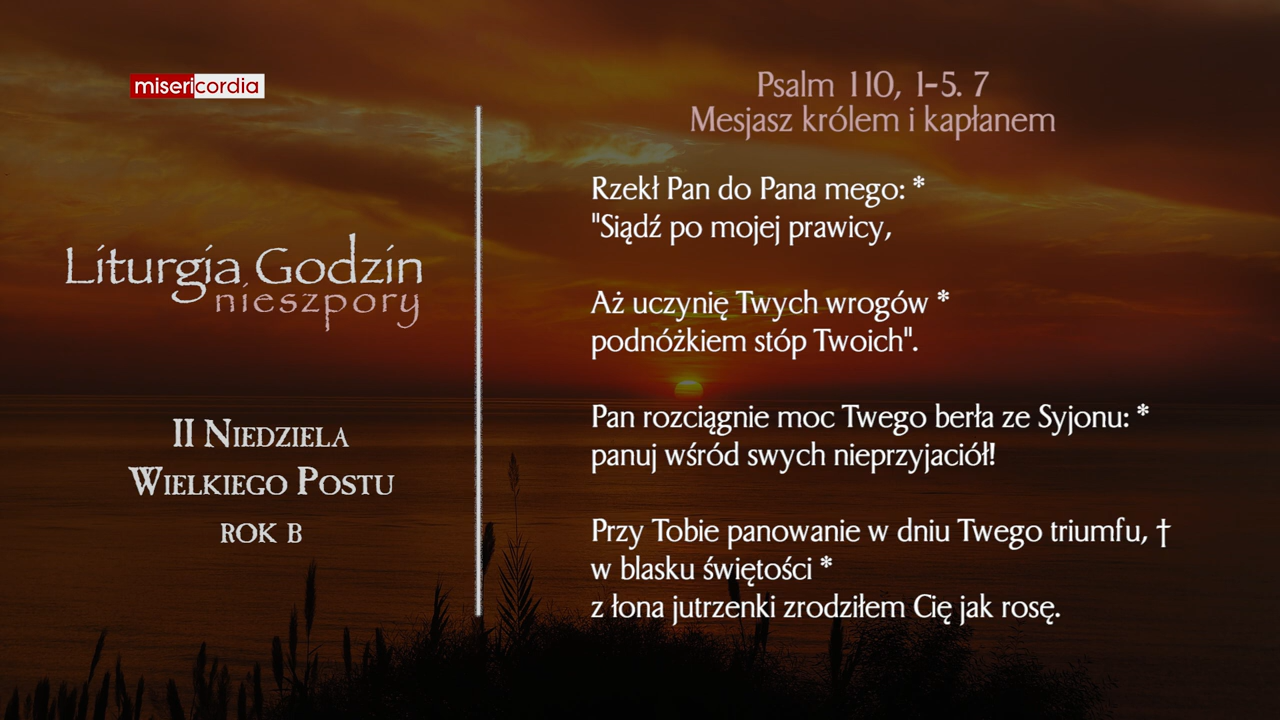 misericordia
Liturgia Godzin
nieszpory
II Niedziela
Wielkiego Postu
rok B
Psalm 110, 1-5. 7
Mesjasz królem i kapłanem
Rzekł Pan do Pana mego: *
"Siądź po mojej prawicy,
Aż uczynię Twych wrogów *
podnóżkiem stóp Twoich".
Pan rozciągnie moc Twego berła ze Syjonu: *
panuj wśród swych nieprzyjaciół!
Przy Tobie panowanie w dniu Twego triumfu, †
w blasku świętości *
z łona jutrzenki zrodziłem Cię jak rosę.